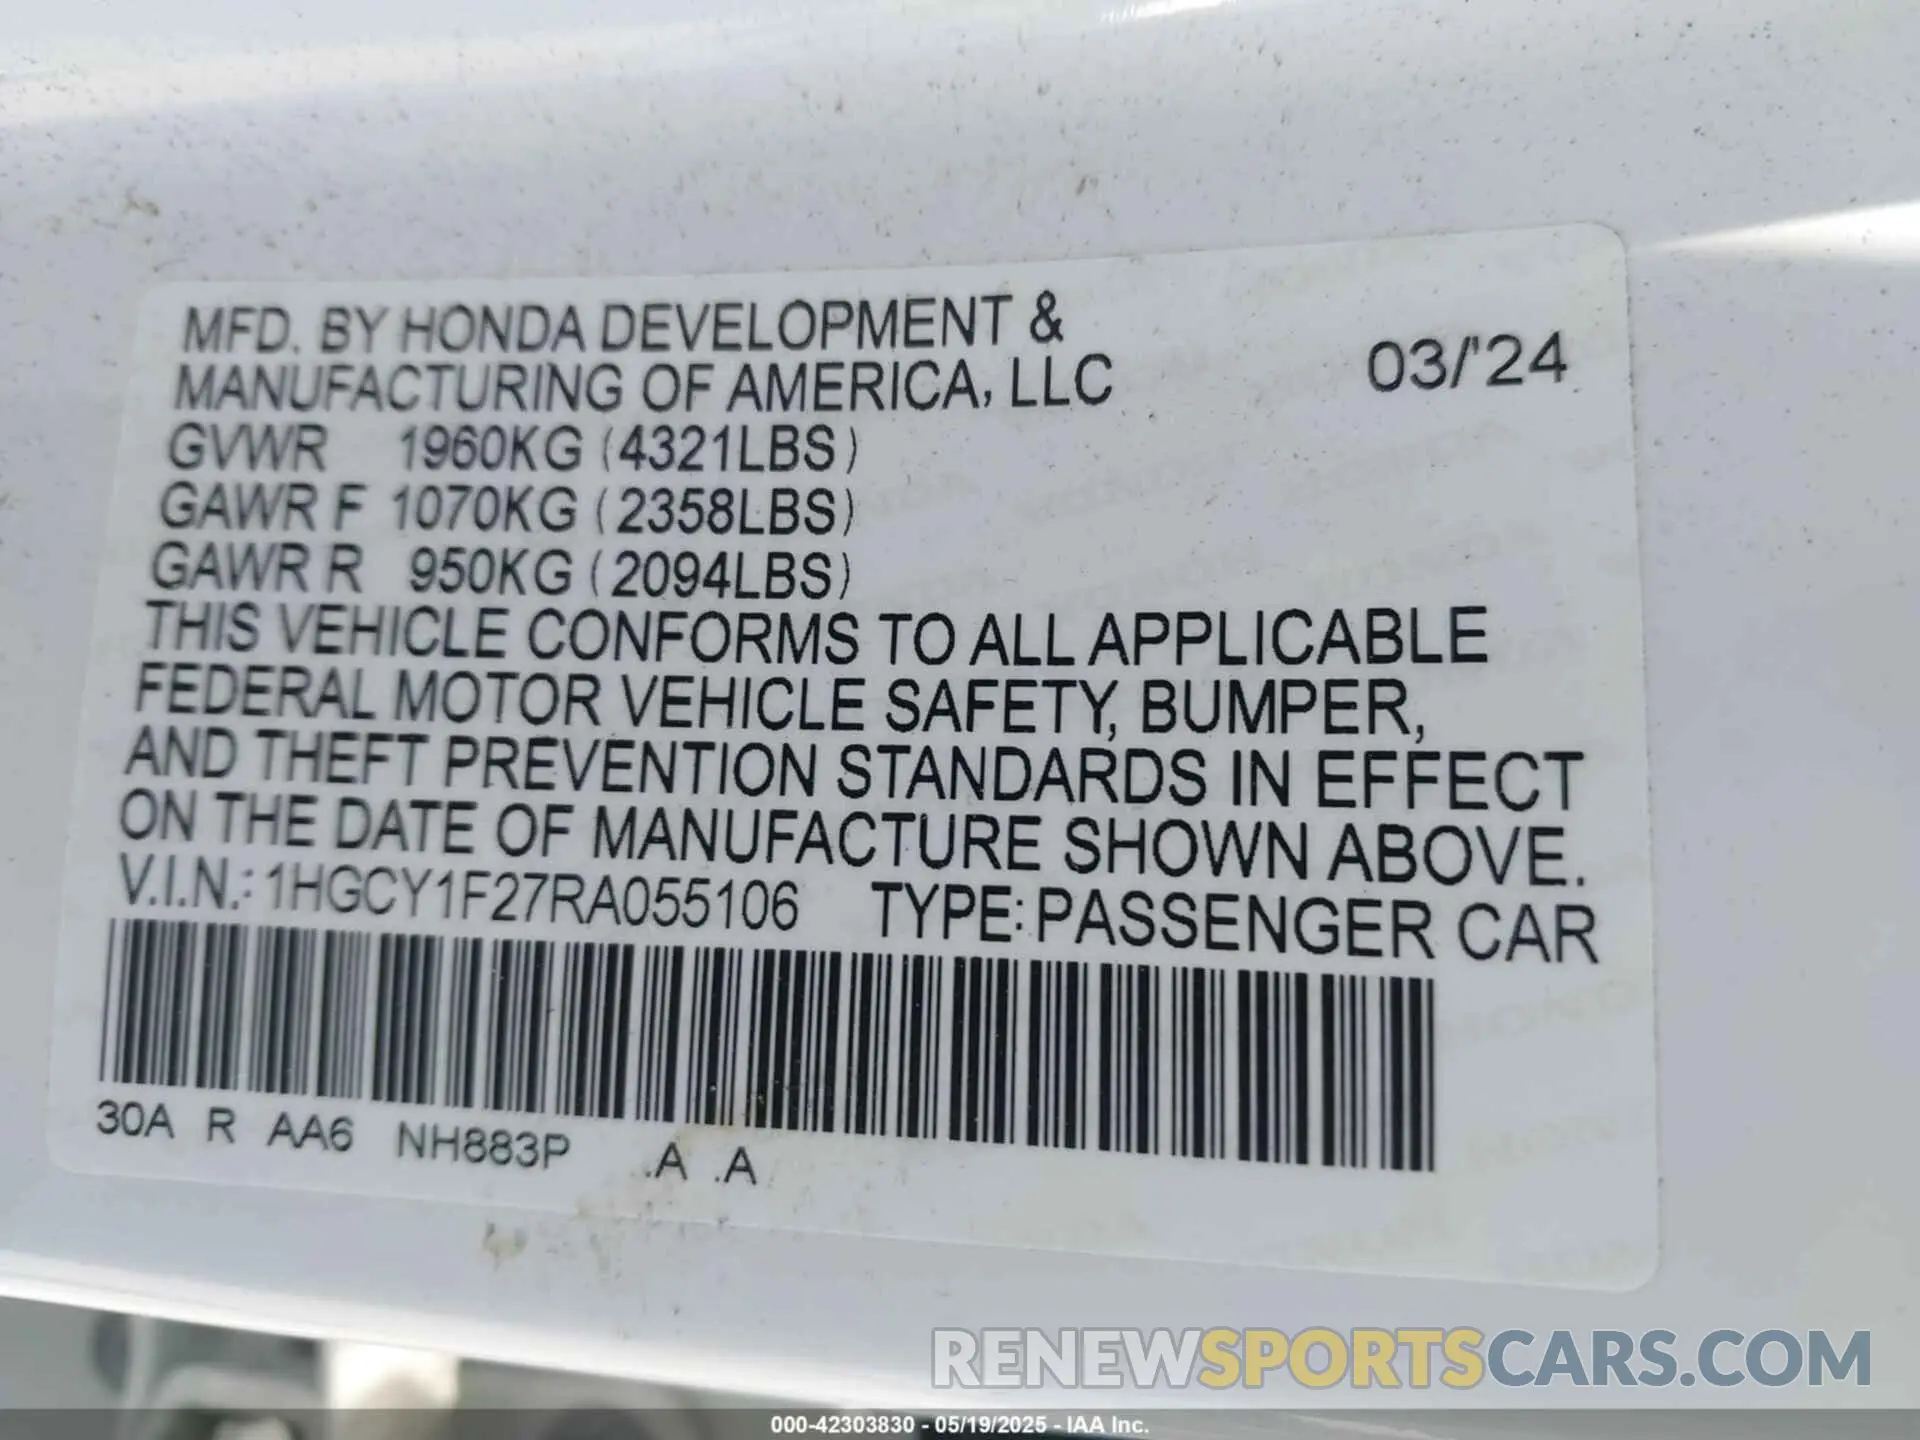 MFD. BY HONDA DEVELOPMENT &
MANUFACTURING OF AMERICA, LLC
03/'24
GVWR 1960KG (4321LBS)
GAWR F 1070KG (2358LBS)
GAWR R 950KG (2094LBS)
THIS VEHICLE CONFORMS TO ALL APPLICABLE
FEDERAL MOTOR VEHICLE SAFETY, BUMPER,
AND THEFT PREVENTION STANDARDS IN EFFECT
ON THE DATE OF MANUFACTURE SHOWN ABOVE.
V.I.N.: 1HGCY1F27RA055106 TYPE: PASSENGER CAR
30A R AA6 NH883P .A .A
RENEWSPORTSCARS.COM
000-42303830 - 05/19/2025 - IAA Inc.